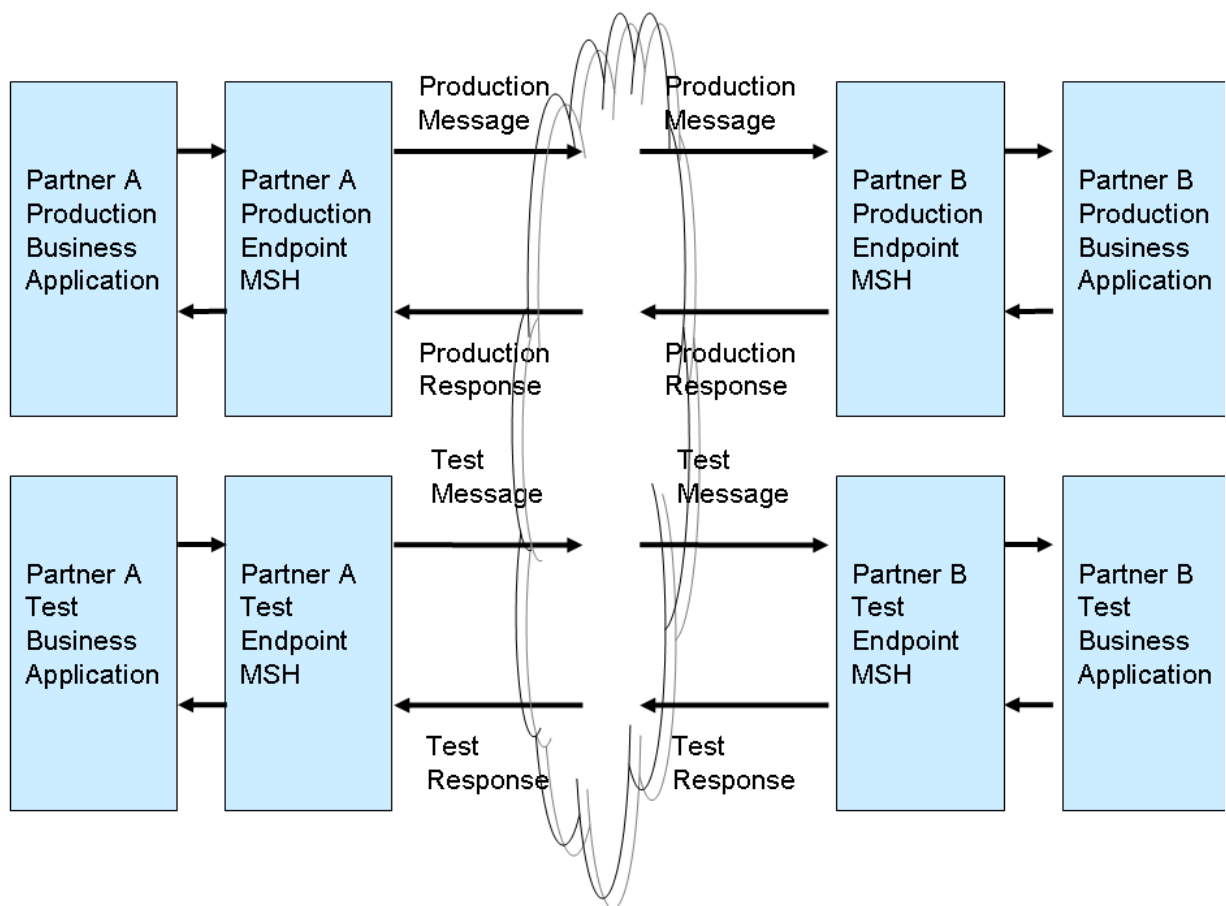 Production
Message
Production
Message
Partner A
Production
Business
Application
Partner A
Production
Endpoint
MSH
Partner B
Production
Endpoint
MSH
Partner B
Production
Business
Application
Production
Response
Production
Response
Test
Message
Test
Message
Partner A
Test
Business
Application
Partner A
Test
Endpoint
MSH
Partner B
Test
Endpoint
MSH
Partner B
Test
Business
Application
Test
Response
Test
Response